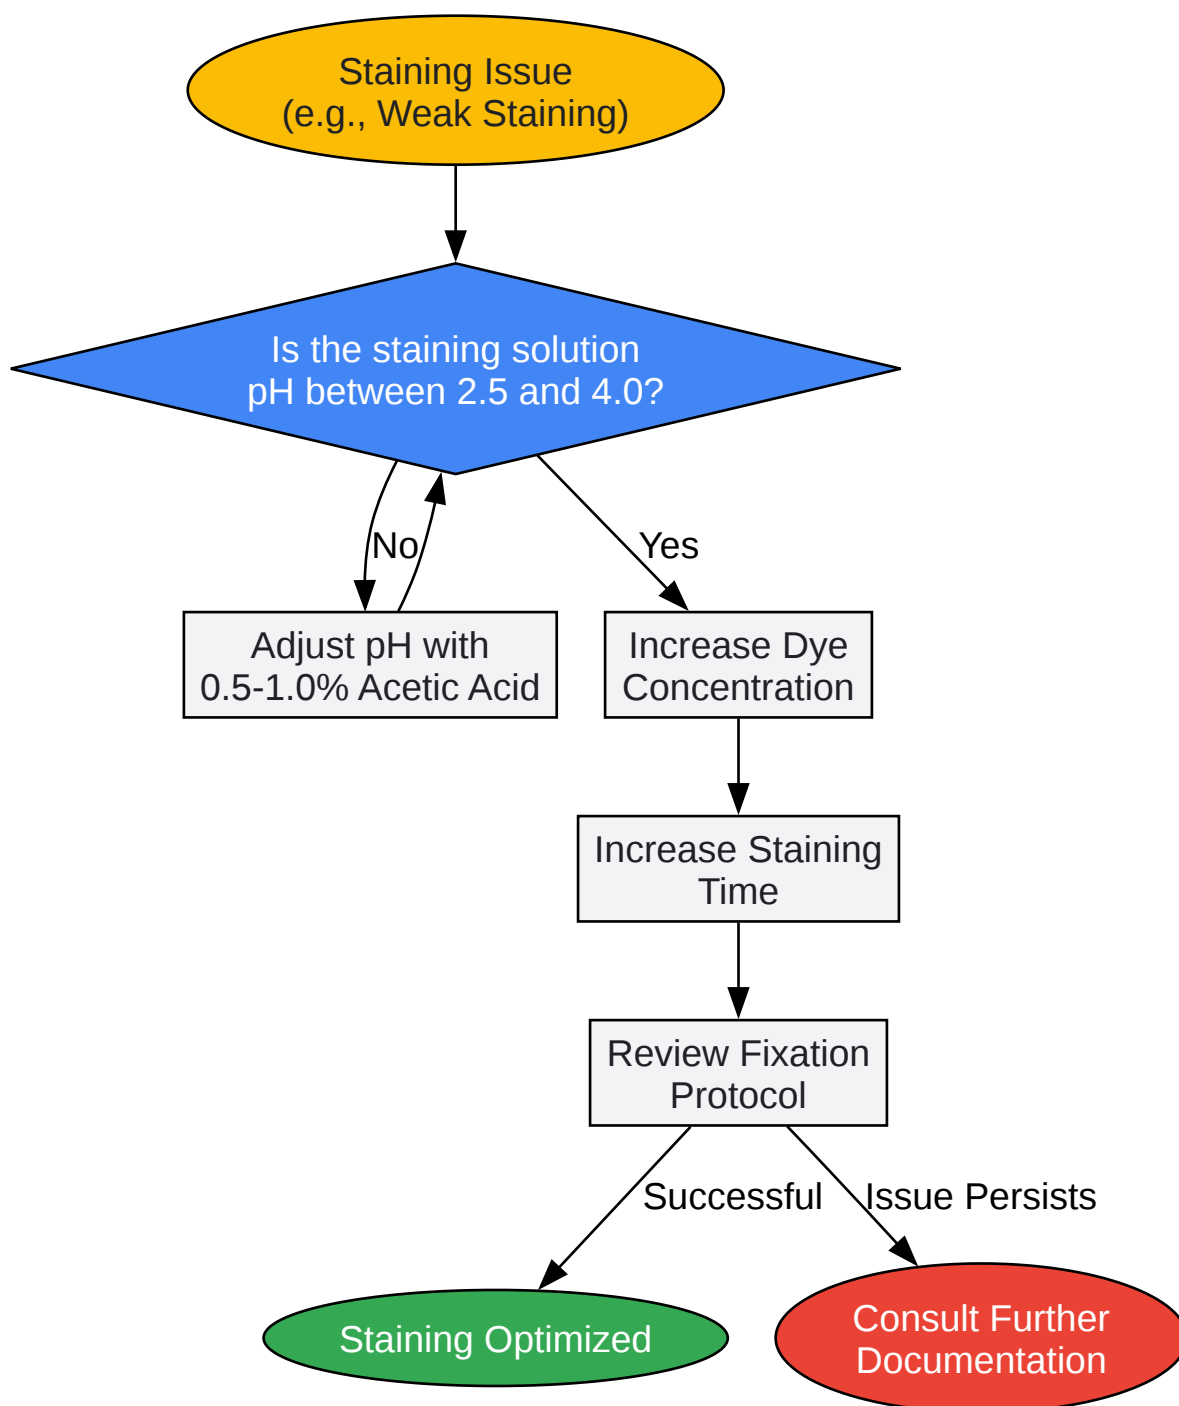 Staining Issue
(e.g., Weak Staining)
Is the staining solution
pH between 2.5 and 4.0?
No
Yes
Adjust pH with
0.5-1.0% Acetic Acid
Increase Dye
Concentration
Increase Staining
Time
Review Fixation
Protocol
Successful
Issue Persists
Staining Optimized
Consult Further
Documentation